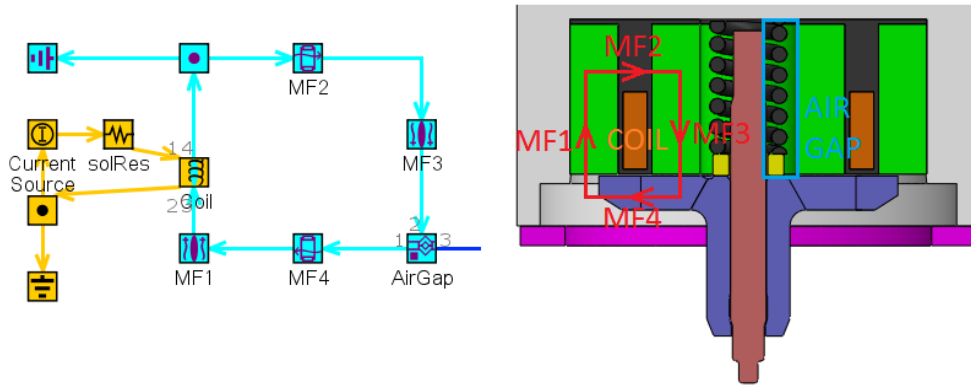 MF2
MF3
Current
Source
solRes
14
Coil
23
MF1
MF4
1
2
3
AirGap
MF2
MF1
COIL
MF3
AIR
GAP
MF4